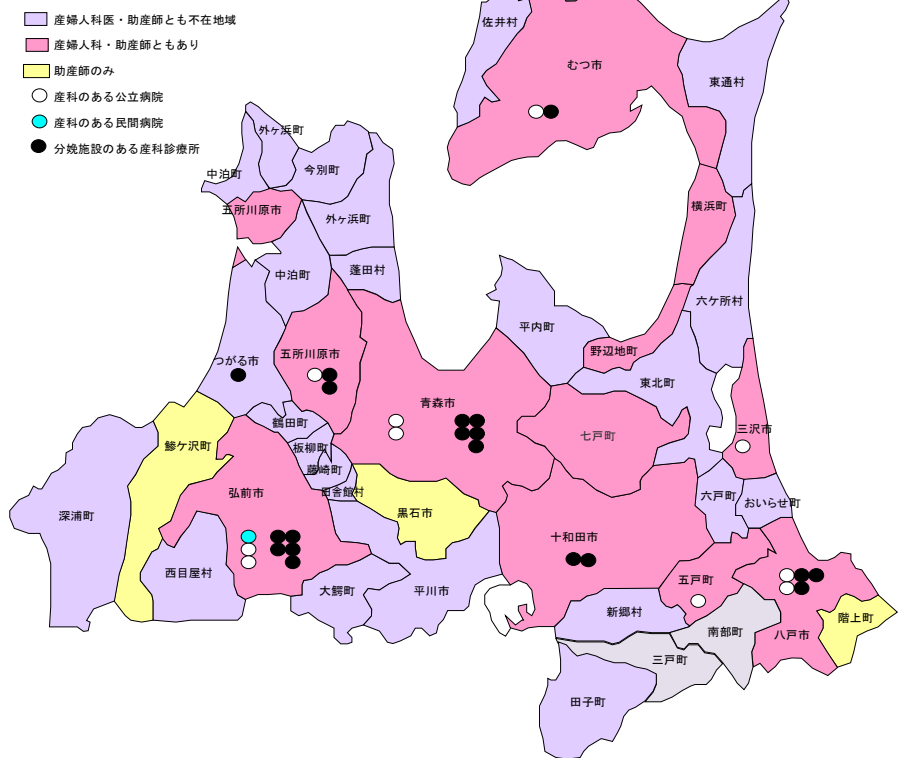 産婦人科医・助産師とも不在地域
産婦人科・助産師ともあり
助産師のみ
産科のある公立病院
産科のある民間病院
分娩施設のある産科診療所
佐井村
むつ市
東通村
外ヶ浜町
今別町
中泊町
五所川原市
外ヶ浜町
横浜町
中泊町
蓬田村
六ケ所村
平内町
野辺地町
つがる市
五所川原市
東北町
青森市
鶴田町
七戸町
三沢市
鰺ケ沢町
板柳町
藤崎町
田舎館村
弘前市
六戸町
おいらせ町
深浦町
黒石市
十和田市
西目屋村
五戸町
大鰐町
平川市
新郷村
階上町
南部町
八戸市
三戸町
田子町